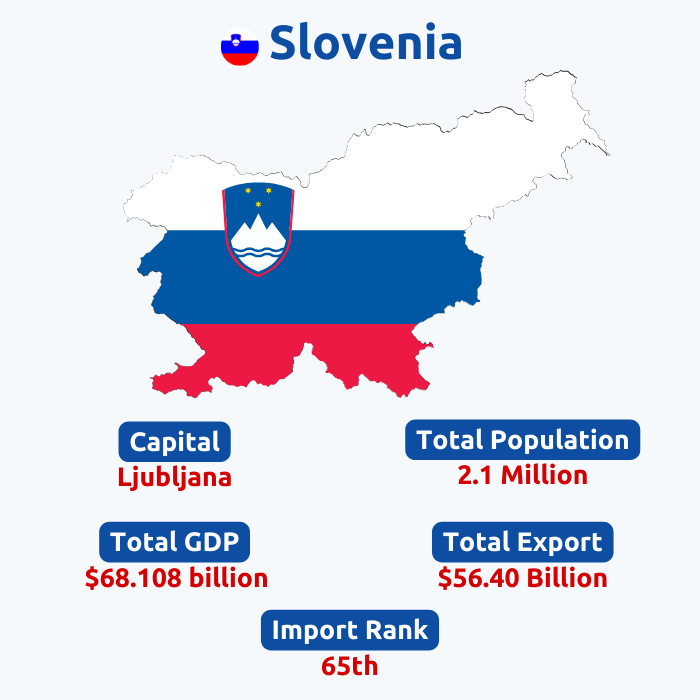 Slovenia
Capital
Ljubljana
Total Population
2.1 Million
Total GDP
$68.108 billion
Total Export
$56.40 Billion
Import Rank
65th